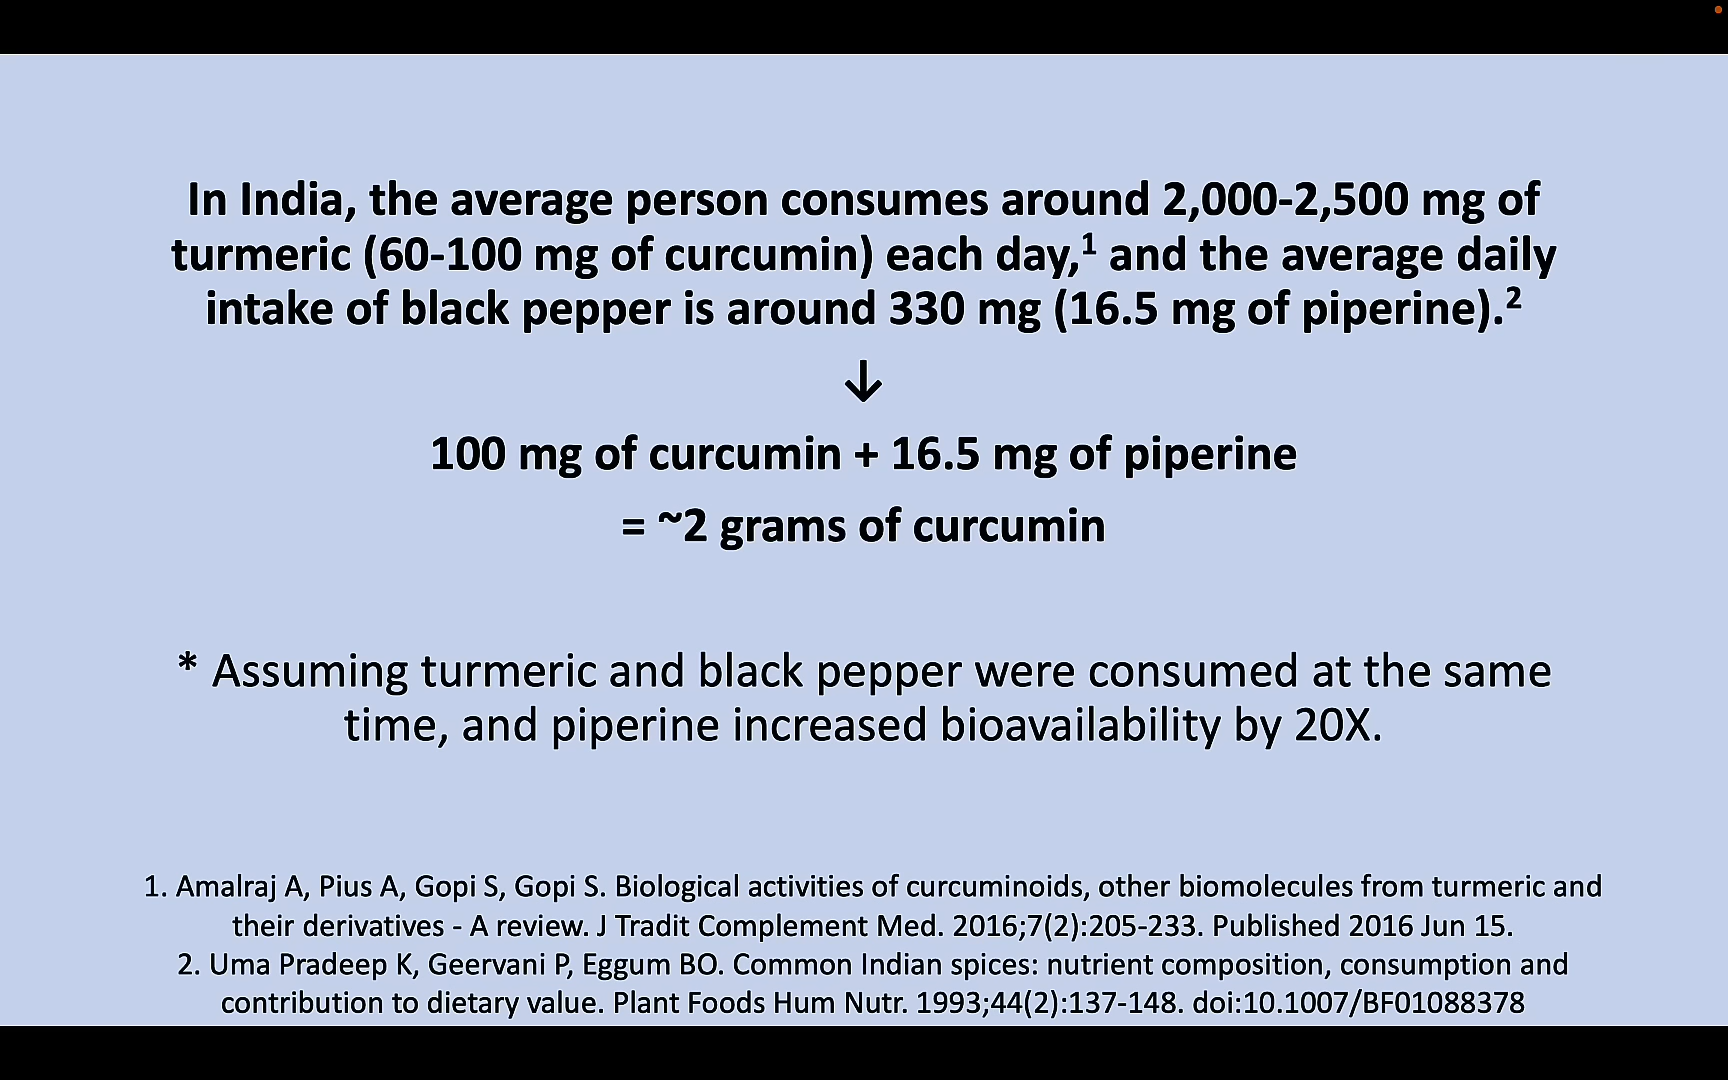 In India, the average person consumes around 2,000-2,500 mg of
turmeric (60-100 mg of curcumin) each day,¹ and the average daily
intake of black pepper is around 330 mg (16.5 mg of piperine).²
↓
100 mg of curcumin + 16.5 mg of piperine
= ~2 grams of curcumin
* Assuming turmeric and black pepper were consumed at the same
time, and piperine increased bioavailability by 20X.
1. Amalraj A, Pius A, Gopi S, Gopi S. Biological activities of curcuminoids, other biomolecules from turmeric and
their derivatives - A review. J Tradit Complement Med. 2016;7(2):205-233. Published 2016 Jun 15.
2. Uma Pradeep K, Geervani P, Eggum BO. Common Indian spices: nutrient composition, consumption and
contribution to dietary value. Plant Foods Hum Nutr. 1993;44(2):137-148. doi:10.1007/BF01088378